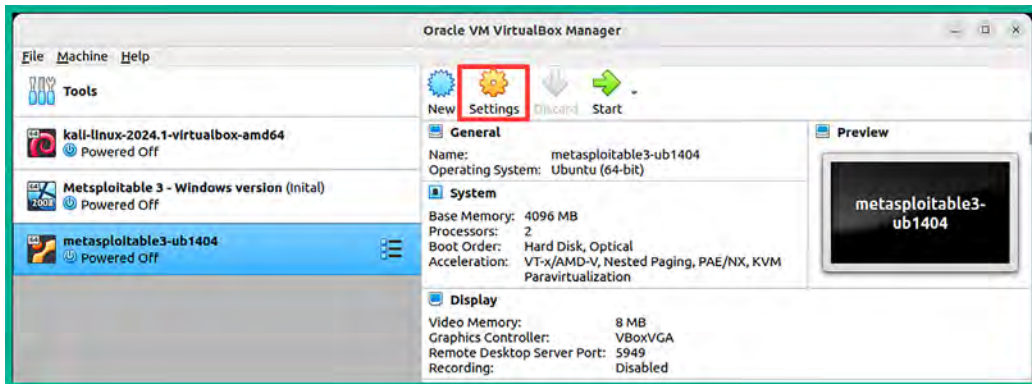 Oracle VM VirtualBox Manager
File Machine Help
Tools
New Settings Discard Start
kali-linux-2024.1-virtualbox-amd64
Powered Off
Metsploitable 3 - Windows version (Inital)
Powered Off
metasploitable3-ub1404
Powered Off
General
Name: metasploitable3-ub1404
Operating System: Ubuntu (64-bit)
System
Base Memory: 4096 MB
Processors: 2
Boot Order: Hard Disk, Optical
Acceleration: VT-x/AMD-V, Nested Paging, PAE/NX, KVM
Paravirtualization
Display
Video Memory: 8 MB
Graphics Controller: VBoxVGA
Remote Desktop Server Port: 5949
Recording: Disabled
Preview
metasploitable3-
ub1404